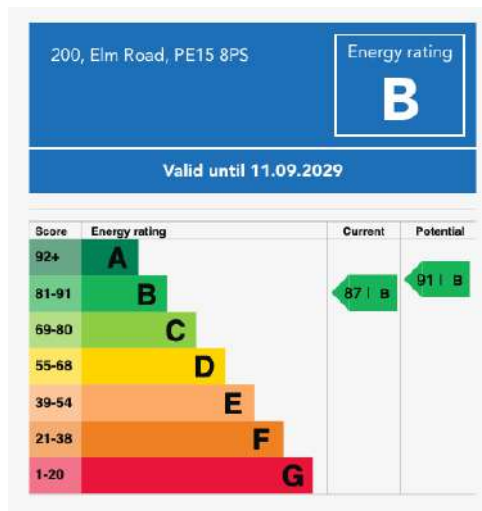 200, Elm Road, PE15 8PS
Energy rating
B
Valid until 11.09.2029
Score Energy rating Current Potential
92+ A
81-91 B 87 | B 91 | B
69-80 C
55-68 D
39-54 E
21-38 F
1-20 G